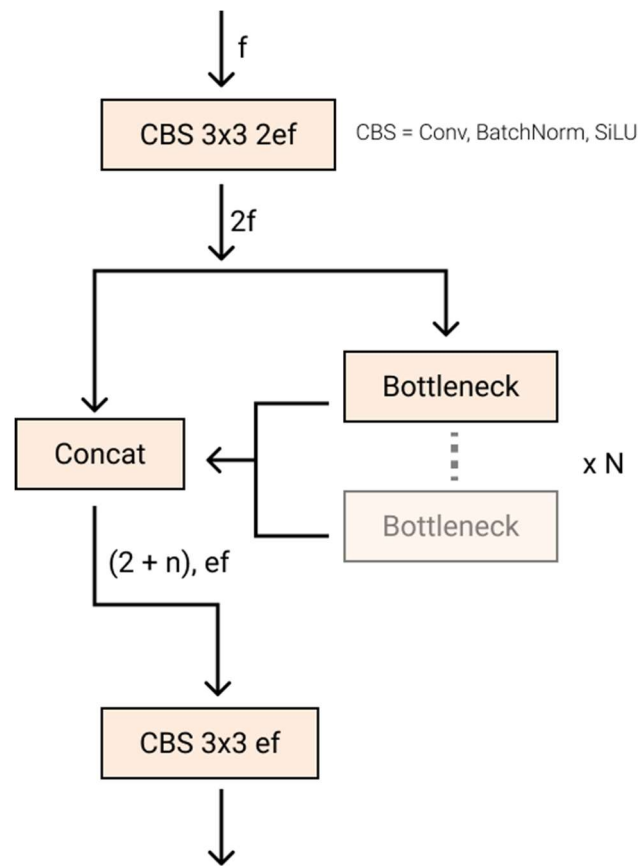 f
CBS 3x3 2ef
CBS = Conv, BatchNorm, SiLU
2f
Bottleneck
Concat
x N
Bottleneck
(2 + n), ef
CBS 3x3 ef